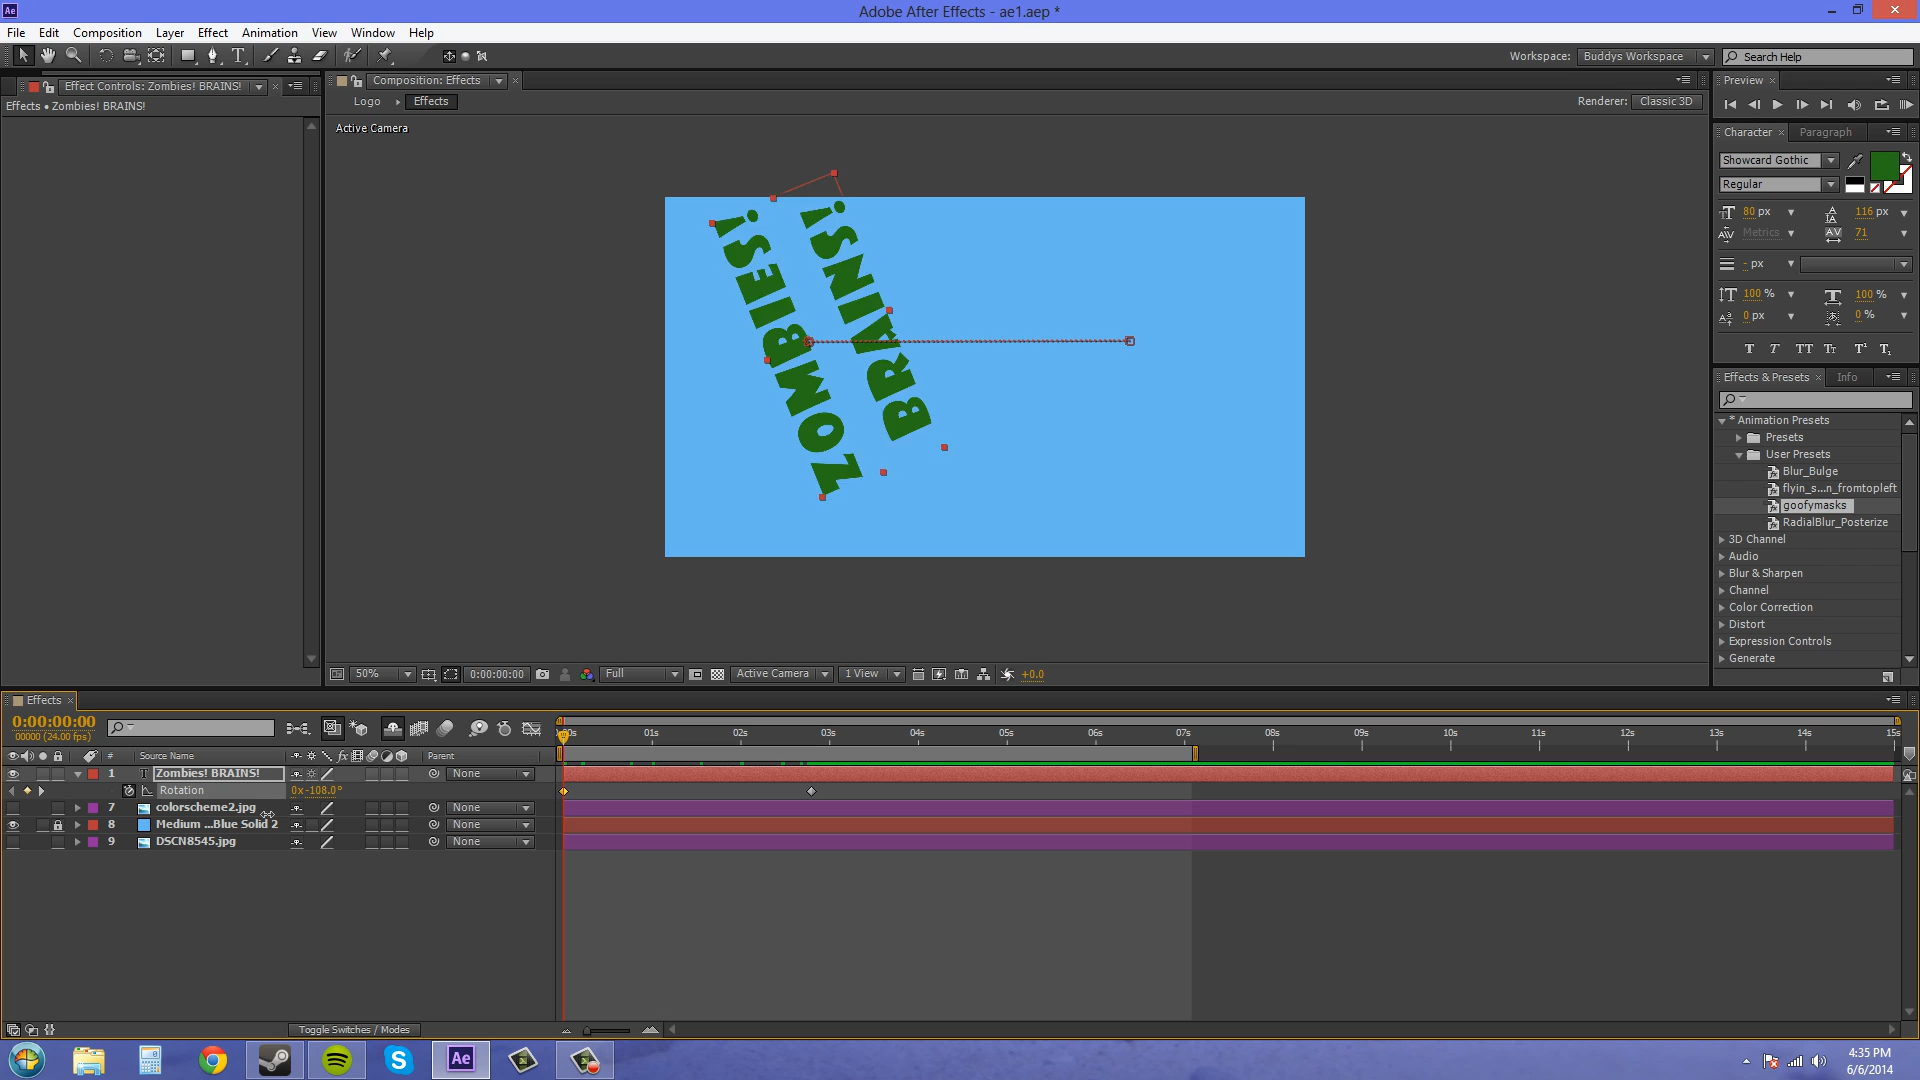 Ae
Adobe After Effects - ae1.aep *
File Edit Composition Layer Effect Animation View Window Help
Workspace: Buddys Workspace Search Help
Effect Controls: Zombies! BRAINS!
Effects • Zombies! BRAINS!
Composition: Effects
Logo Effects
Renderer: Classic 3D
Active Camera
ZOMBIES!
BRAINS!
50% 0:00:00:00 Full Active Camera 1 View +0.0
Preview
Character Paragraph
Showcard Gothic
Regular
80 px 116 px
Metrics 71
- px
100 % 100 %
0 px 0 %
T T TT Tt T¹ T₁
Effects & Presets Info
* Animation Presets
Presets
User Presets
Blur_Bulge
flyin_s...n_fromtopleft
goofymasks
RadialBlur_Posterize
3D Channel
Audio
Blur & Sharpen
Channel
Color Correction
Distort
Expression Controls
Generate
Effects
0:00:00:00
00000 (24.00 fps)
# Source Name fx Parent
:00s 01s 02s 03s 04s 05s 06s 07s 08s 09s 10s 11s 12s 13s 14s 15s
1 T Zombies! BRAINS! None
Rotation 0x-108.0°
7 colorscheme2.jpg None
8 Medium ...Blue Solid 2 None
9 DSCN8545.jpg None
Toggle Switches / Modes
Ae
4:35 PM
6/6/2014